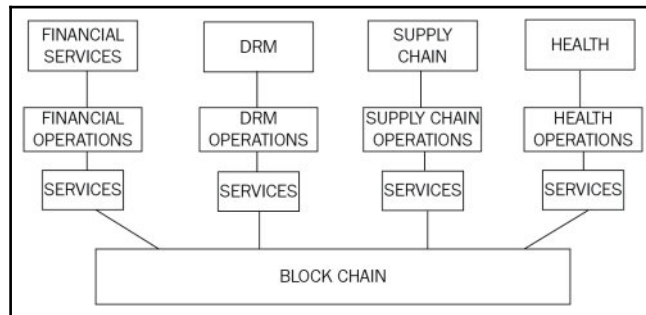 FINANCIAL
SERVICES
DRM
SUPPLY
CHAIN
HEALTH
FINANCIAL
OPERATIONS
DRM
OPERATIONS
SUPPLY CHAIN
OPERATIONS
HEALTH
OPERATIONS
SERVICES
SERVICES
SERVICES
SERVICES
BLOCK CHAIN